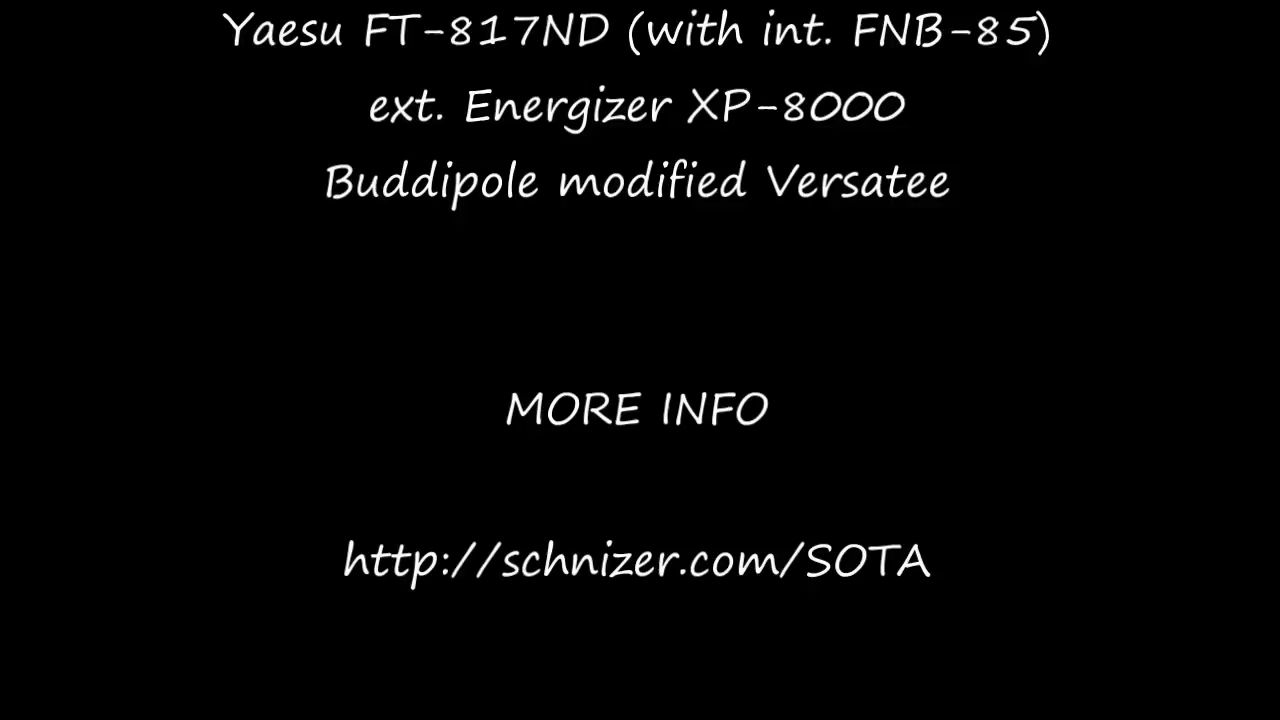 Yaesu FT-817ND (with int. FNB-85)
ext. Energizer XP-8000
Buddipole modified Versatee
MORE INFO
http://schnizer.com/SOTA